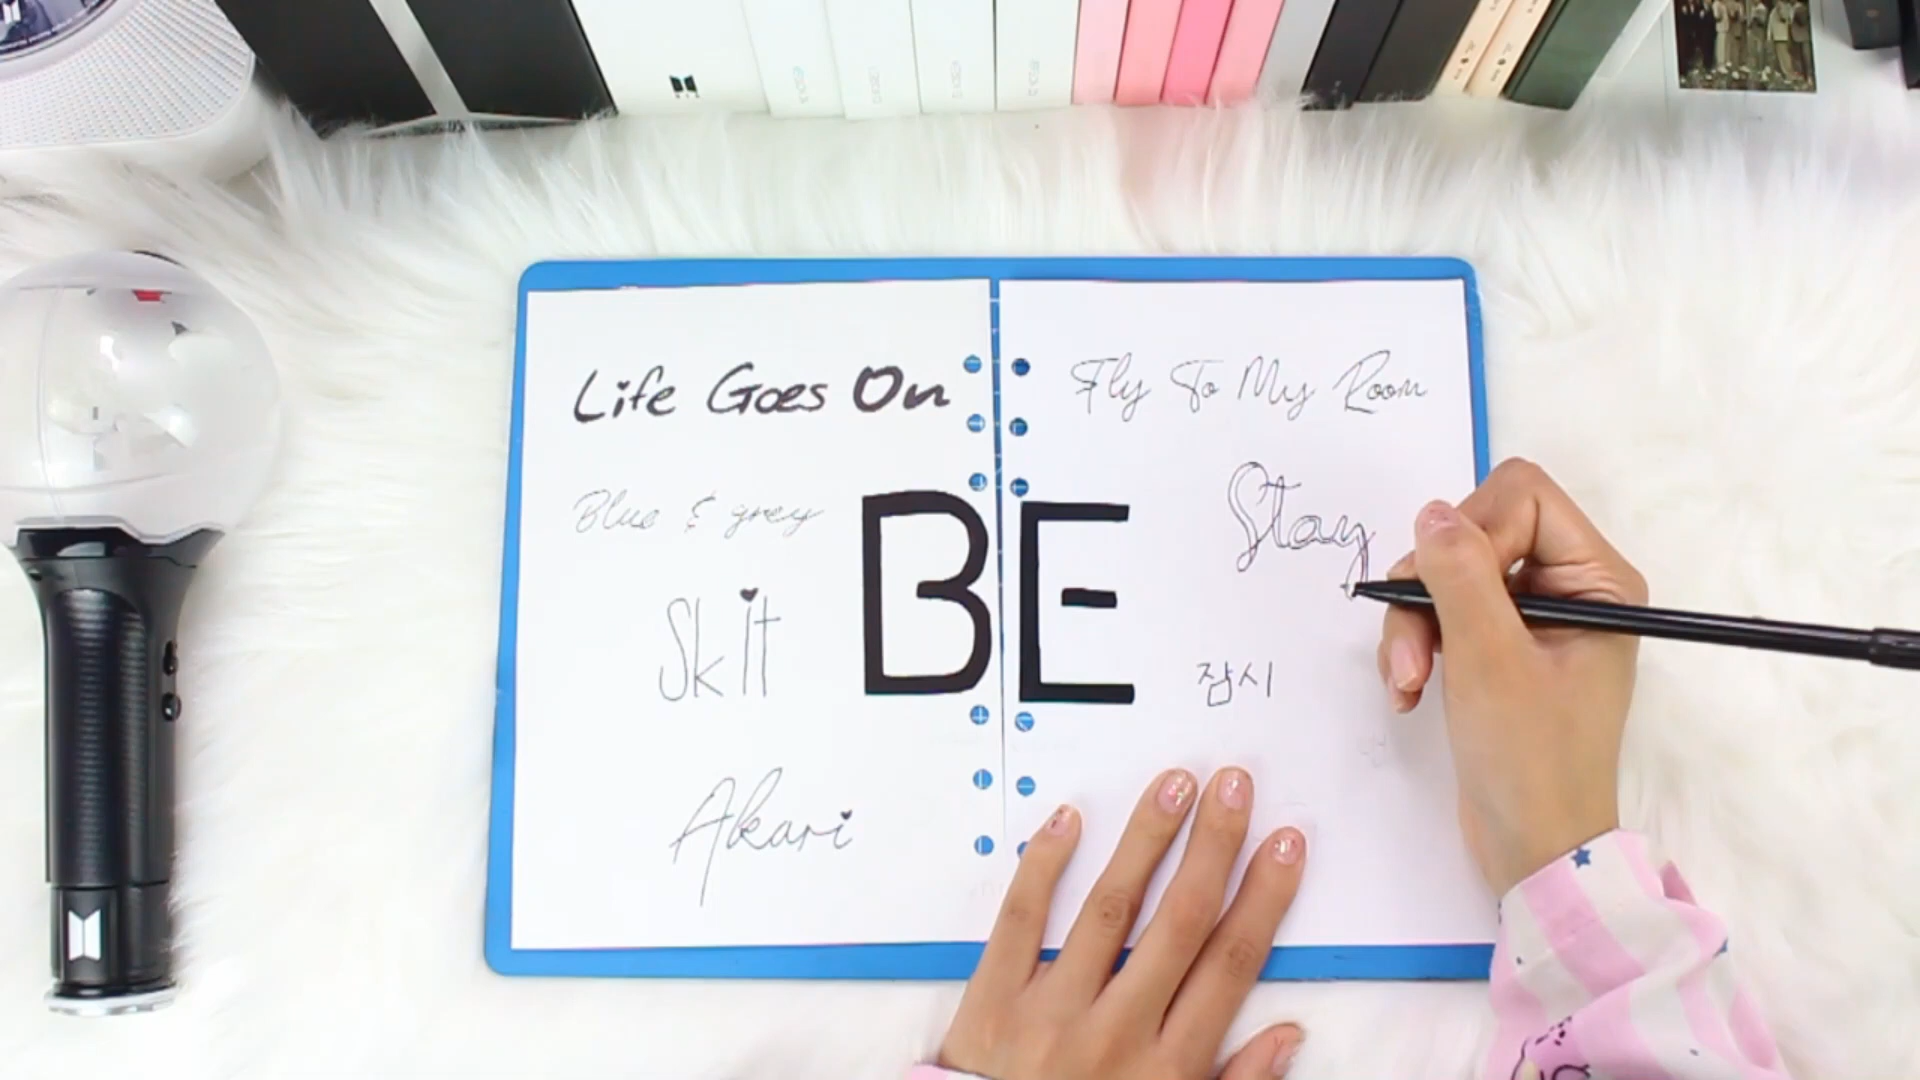 Life Goes On
Fly To My Room
Blue & grey
Stay
BE
Skit
잠시
Akari